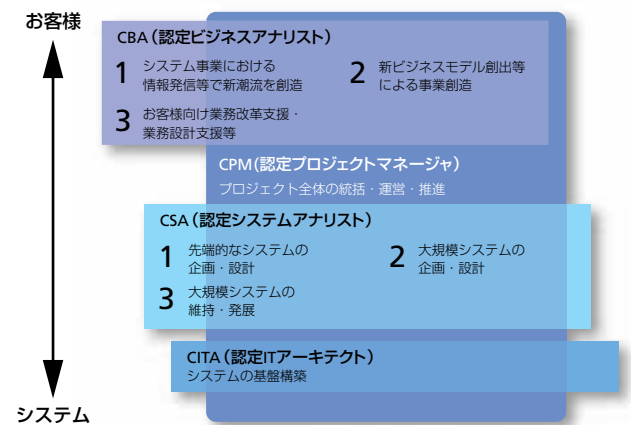 お客様
CBA（認定ビジネスアナリスト）
1 システム事業における
情報発信等で新潮流を創造
2 新ビジネスモデル創出等
による事業創造
3 お客様向け業務改革支援・
業務設計支援等
CPM(認定プロジェクトマネージャ）
プロジェクト全体の統括・運営・推進
CSA（認定システムアナリスト）
1 先端的なシステムの
企画・設計
2 大規模システムの
企画・設計
3 大規模システムの
維持・発展
CITA（認定ITアーキテクト）
システムの基盤構築
システム